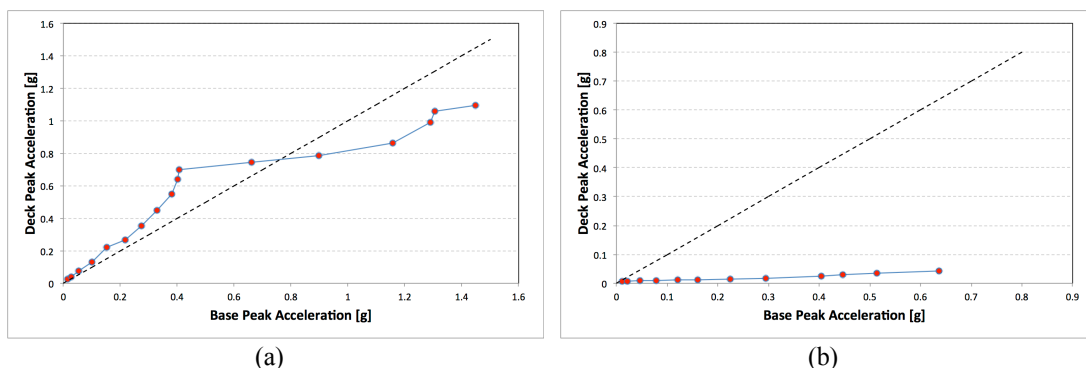 Deck Peak Acceleration [g]
1.6
1.4
1.2
1
0.8
0.6
0.4
0.2
0
0 0.2 0.4 0.6 0.8 1 1.2 1.4 1.6
Base Peak Acceleration [g]
(a)
Deck Peak Acceleration [g]
0.9
0.8
0.7
0.6
0.5
0.4
0.3
0.2
0.1
0
0 0.1 0.2 0.3 0.4 0.5 0.6 0.7 0.8 0.9
Base Peak Acceleration [g]
(b)